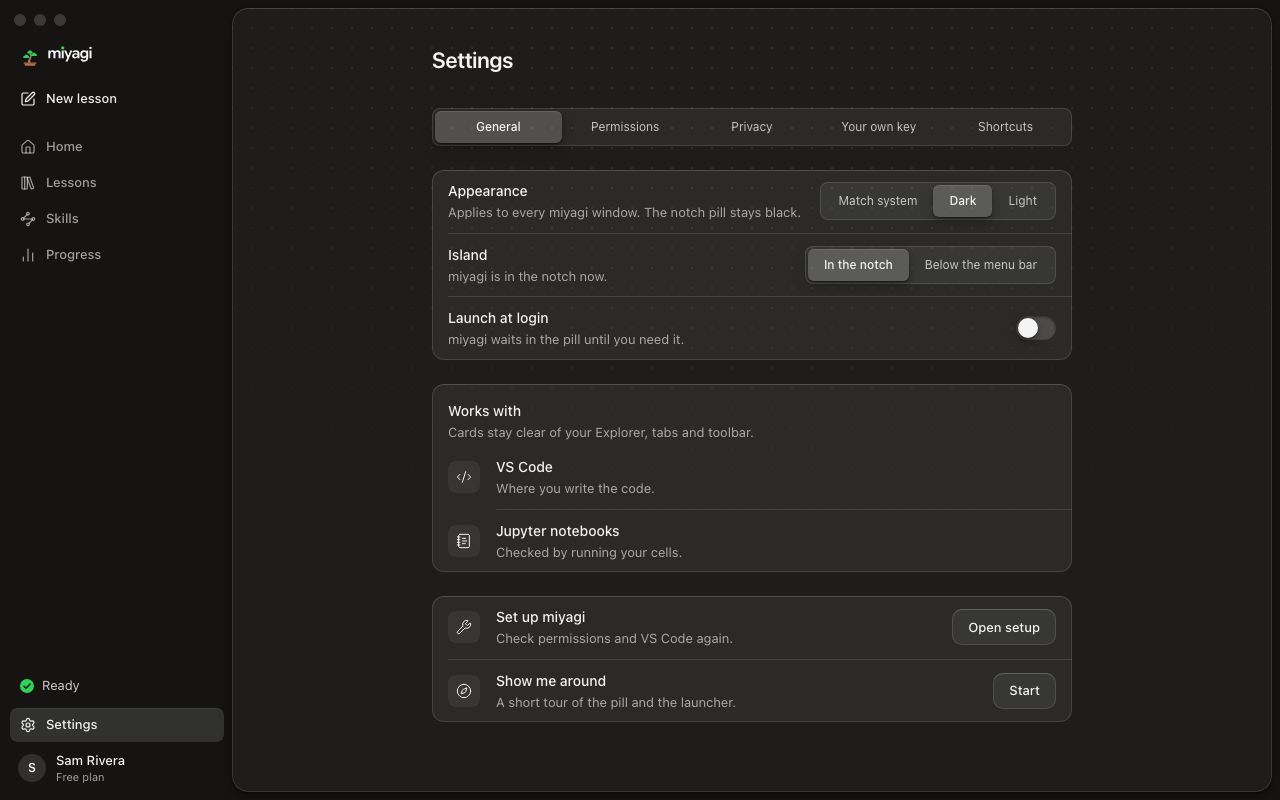 miyagi
New lesson
Home
Lessons
Skills
Progress
Ready
Settings
S
Sam Rivera
Free plan
Settings
General
Permissions
Privacy
Your own key
Shortcuts
Appearance
Applies to every miyagi window. The notch pill stays black.
Match system
Dark
Light
Island
miyagi is in the notch now.
In the notch
Below the menu bar
Launch at login
miyagi waits in the pill until you need it.
Works with
Cards stay clear of your Explorer, tabs and toolbar.
VS Code
Where you write the code.
Jupyter notebooks
Checked by running your cells.
Set up miyagi
Check permissions and VS Code again.
Open setup
Show me around
A short tour of the pill and the launcher.
Start